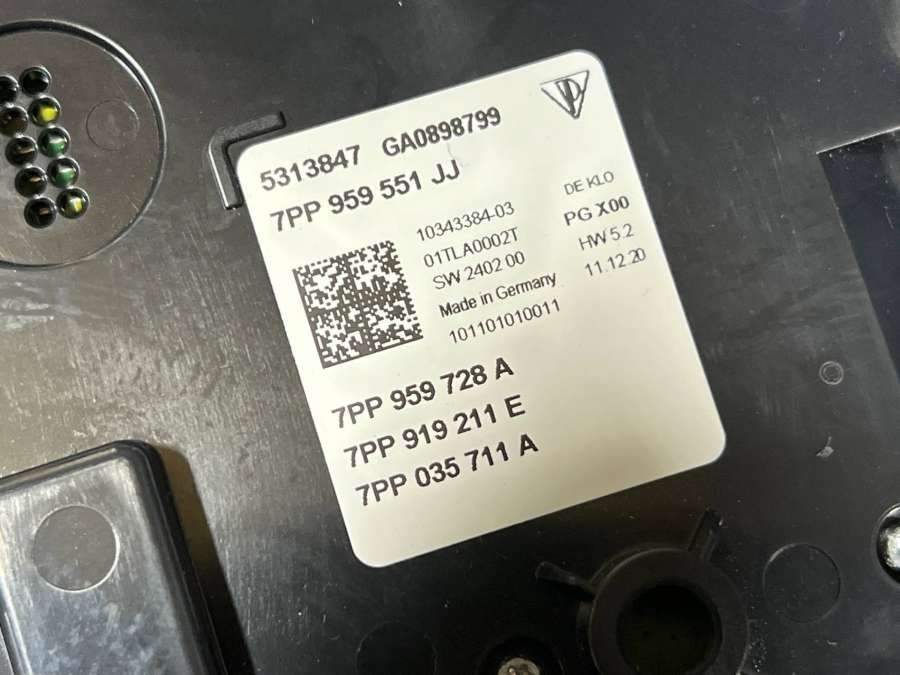 5313847 GA0898799
7PP 959 551 JJ
10343384-03 DE KLO
01TLA0002T PG X00
SW 2402 00 HW 5.2
Made in Germany 11.12.20
101101010011
7PP 959 728 A
7PP 919 211 E
7PP 035 711 A